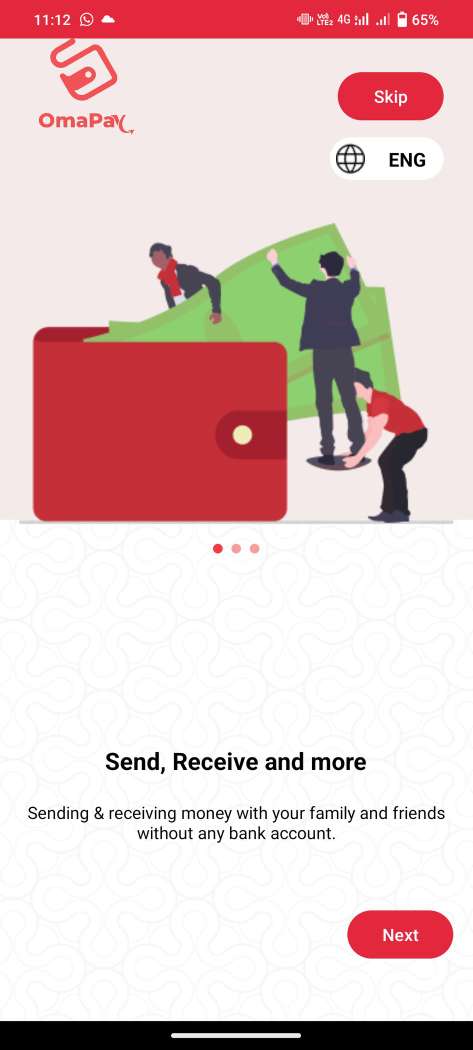 11:12
Vo)) LTE2 4G 65%
OmaPay
Skip
ENG
Send, Receive and more
Sending & receiving money with your family and friends
without any bank account.
Next